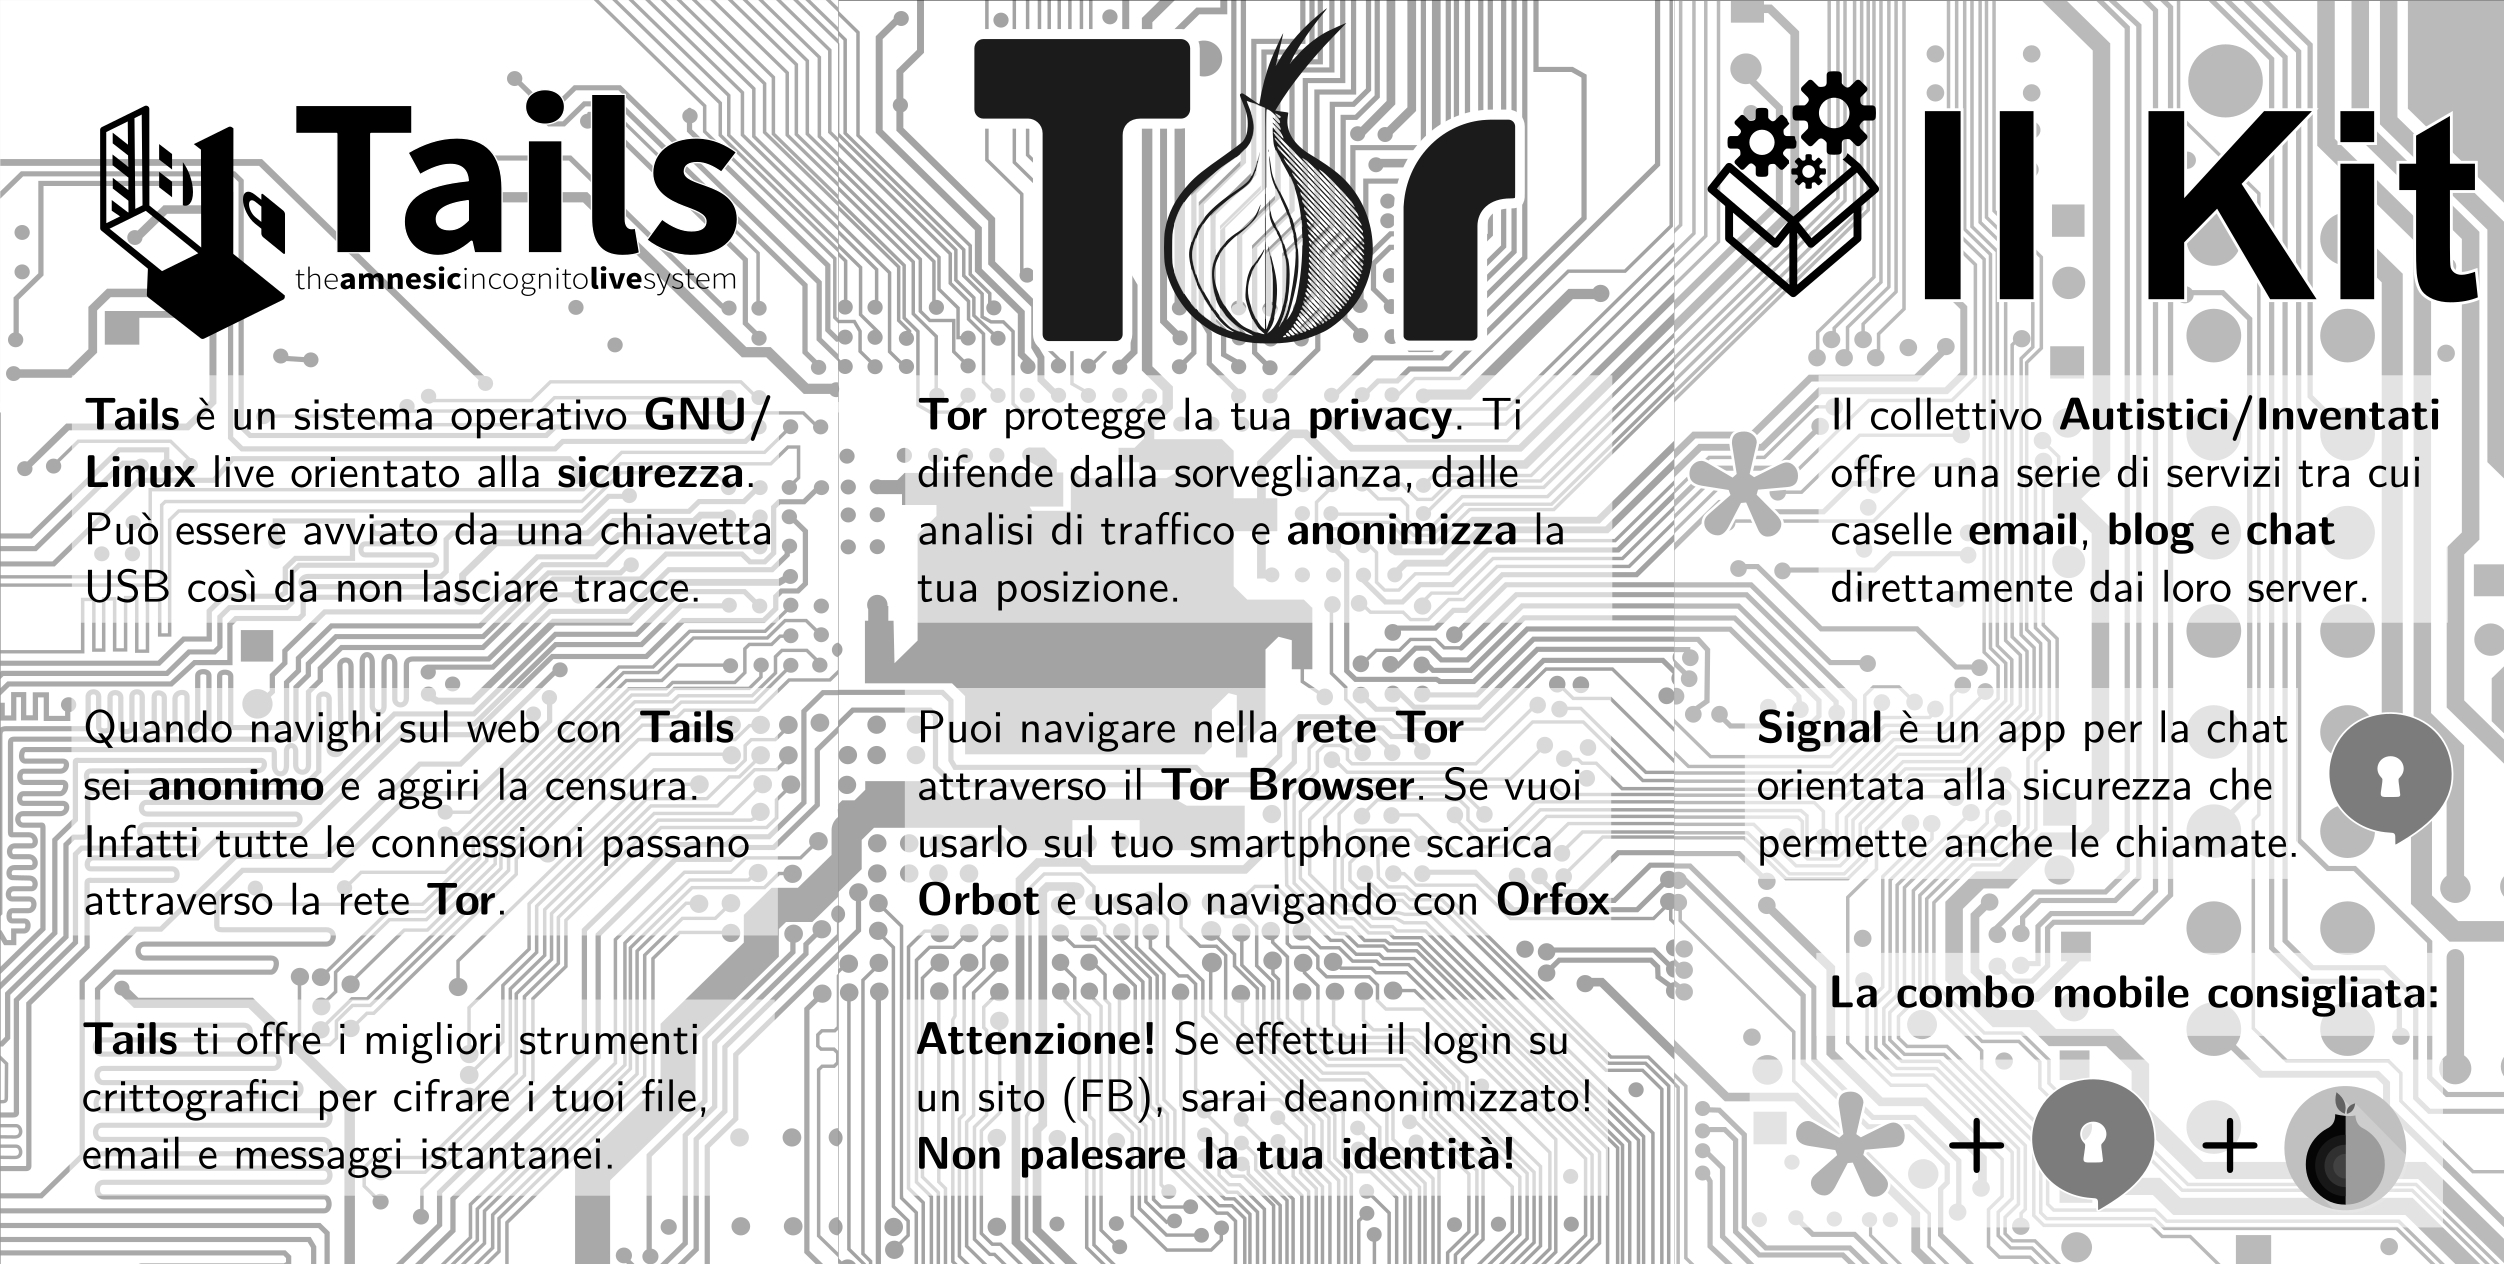 Tails
theamnesicincognitolivesystem
Tails è un sistema operativo GNU/
Linux live orientato alla sicurezza.
Può essere avviato da una chiavetta
USB così da non lasciare tracce.
Quando navighi sul web con Tails
sei anonimo e aggiri la censura.
Infatti tutte le connessioni passano
attraverso la rete Tor.
Tails ti offre i migliori strumenti
crittografici per cifrare i tuoi file,
email e messaggi istantanei.
Tor
Tor protegge la tua privacy. Ti
difende dalla sorveglianza, dalle
analisi di traffico e anonimizza la
tua posizione.
Puoi navigare nella rete Tor
attraverso il Tor Browser. Se vuoi
usarlo sul tuo smartphone scarica
Orbot e usalo navigando con Orfox
Attenzione! Se effettui il login su
un sito (FB), sarai deanonimizzato!
Non palesare la tua identità!
Il Kit
Il collettivo Autistici/Inventati
offre una serie di servizi tra cui
caselle email, blog e chat
direttamente dai loro server.
Signal è un app per la chat
orientata alla sicurezza che
permette anche le chiamate.
La combo mobile consigliata:
* + +